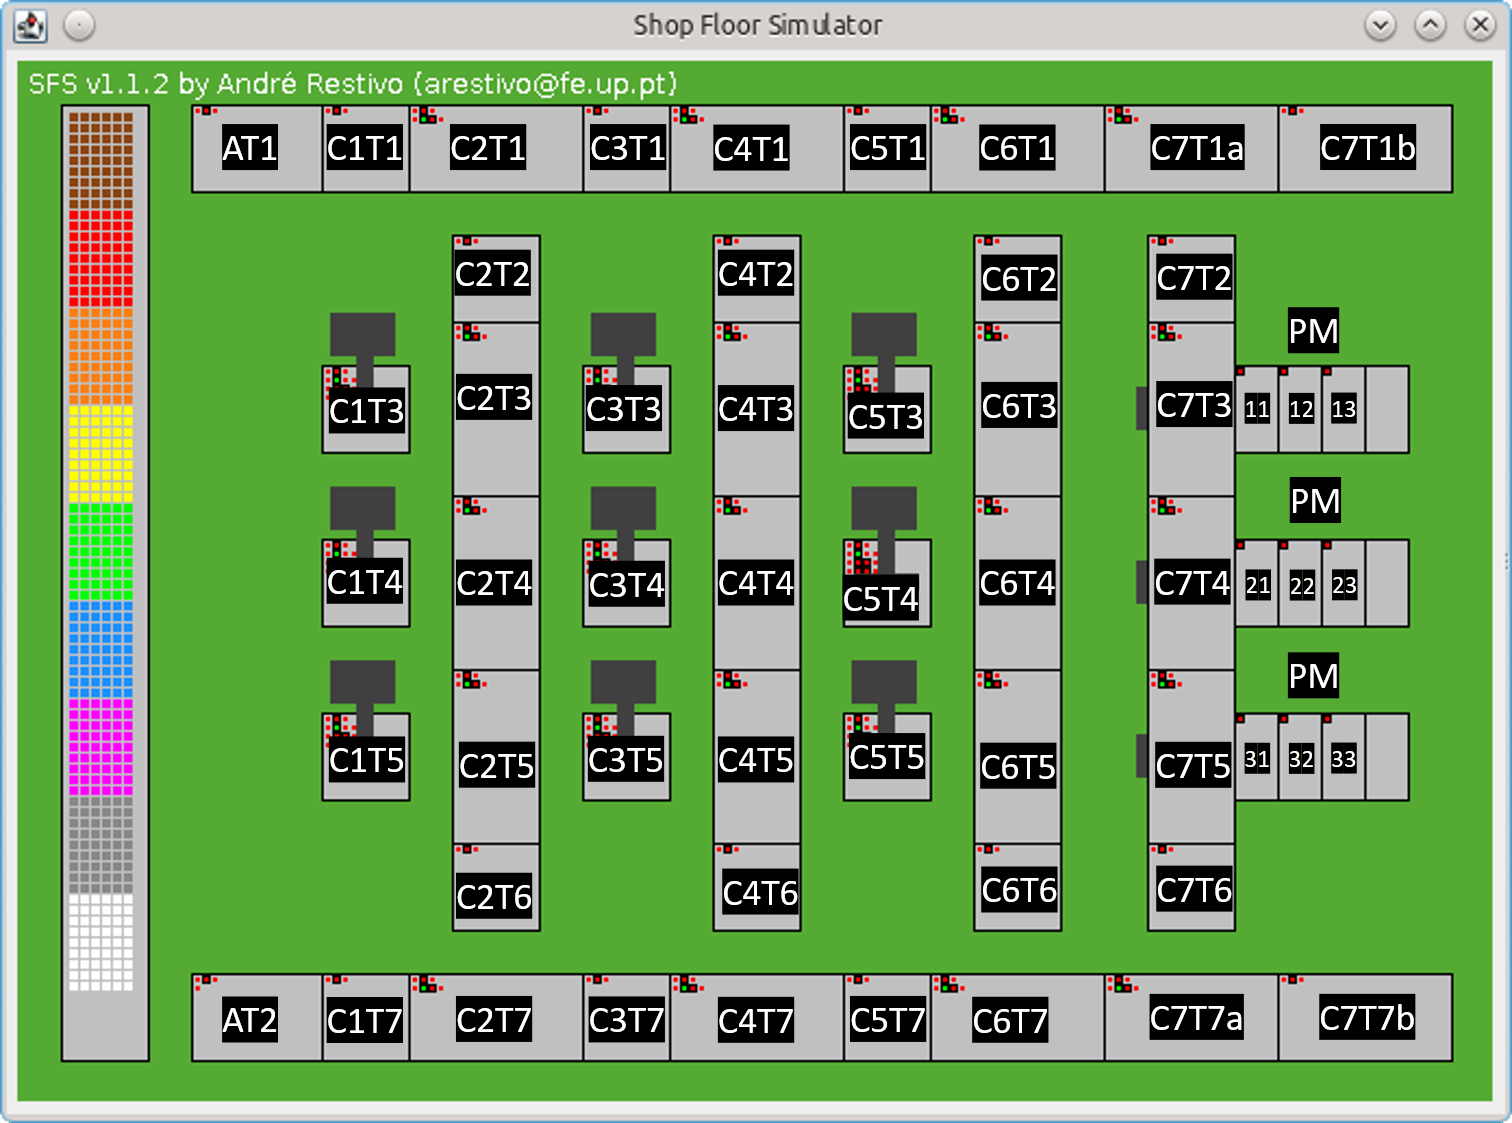 Shop Floor Simulator
SFS v1.1.2 by André Restivo (arestivo@fe.up.pt)
AT1 C1T1 C2T1 C3T1 C4T1 C5T1 C6T1 C7T1a C7T1b
C2T2 C4T2 C6T2 C7T2
PM
C1T3 C2T3 C3T3 C4T3 C5T3 C6T3 C7T3 11 12 13
PM
C1T4 C2T4 C3T4 C4T4 C5T4 C6T4 C7T4 21 22 23
PM
C1T5 C2T5 C3T5 C4T5 C5T5 C6T5 C7T5 31 32 33
C2T6 C4T6 C6T6 C7T6
AT2 C1T7 C2T7 C3T7 C4T7 C5T7 C6T7 C7T7a C7T7b